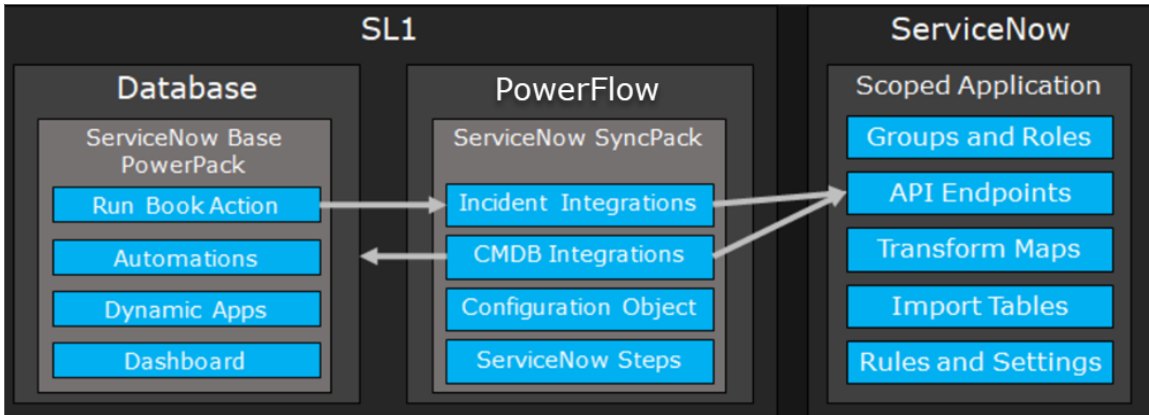 SL1
ServiceNow
Database
PowerFlow
Scoped Application
ServiceNow Base
PowerPack
Run Book Action
Automations
Dynamic Apps
Dashboard
ServiceNow SyncPack
Incident Integrations
CMDB Integrations
Configuration Object
ServiceNow Steps
Groups and Roles
API Endpoints
Transform Maps
Import Tables
Rules and Settings